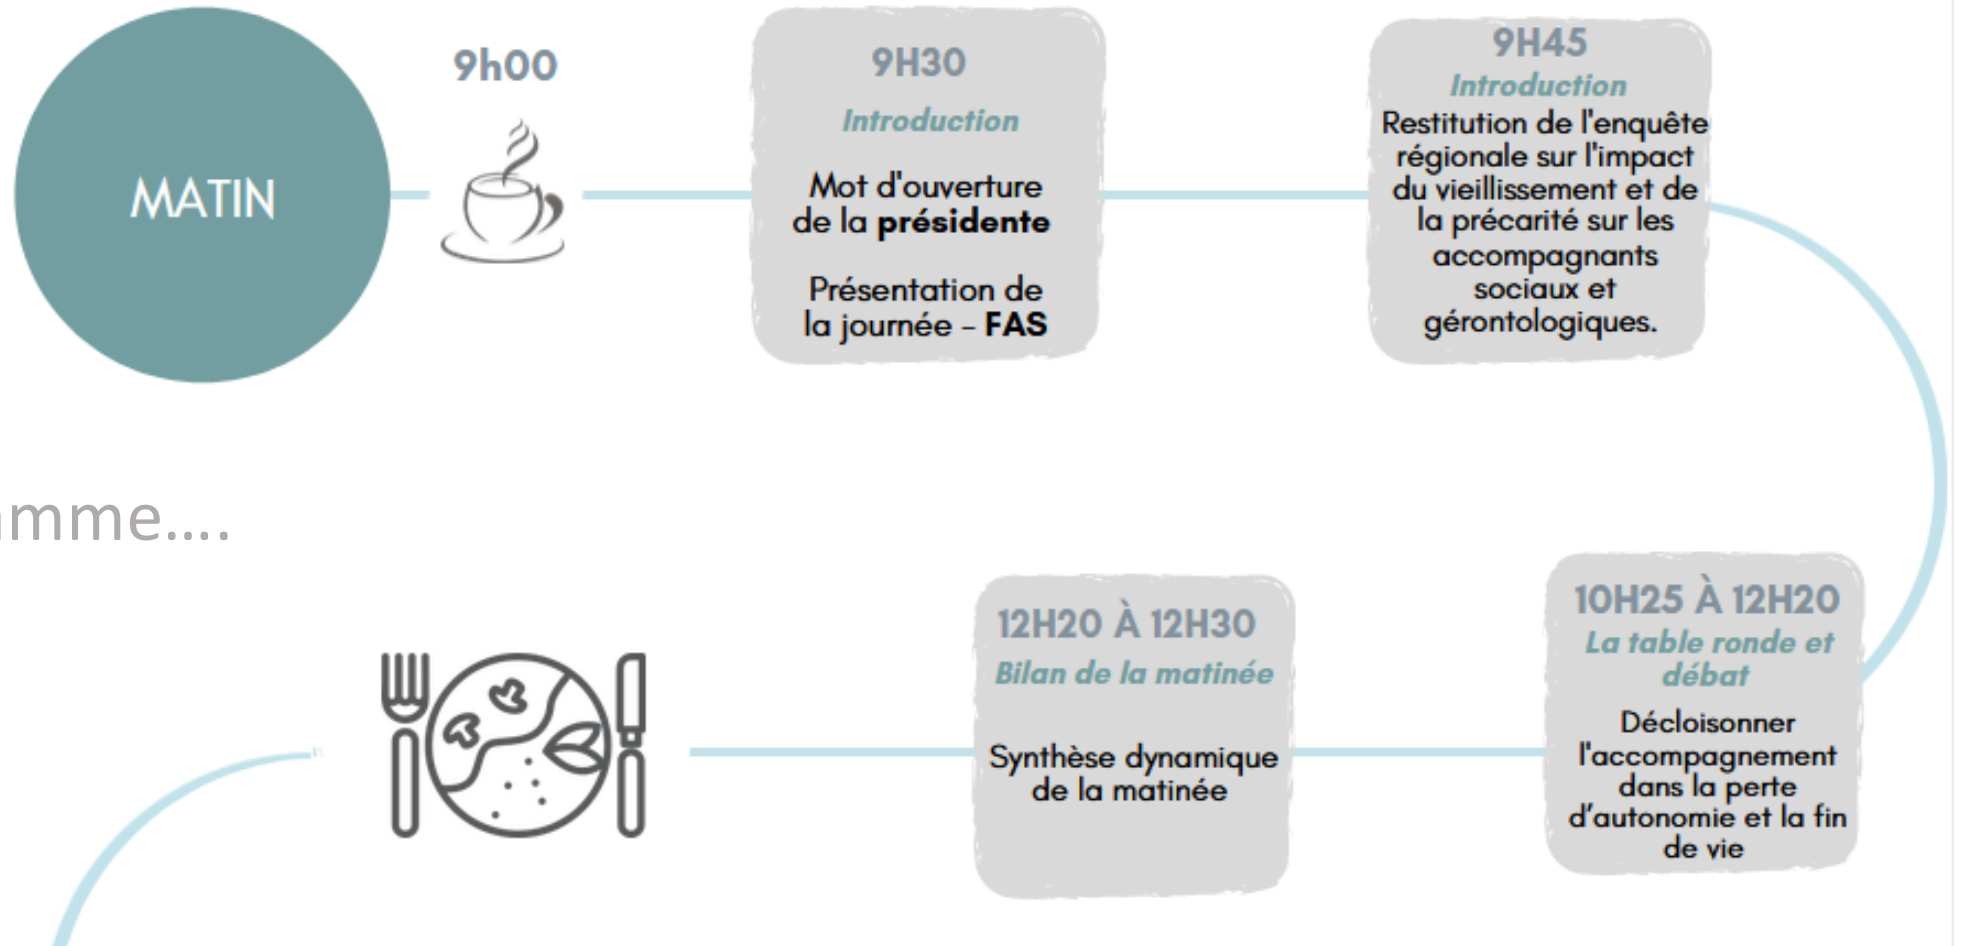 MATIN
9h00
9H30
Introduction
Mot d'ouverture
de la présidente
Présentation de
la journée - FAS
9H45
Introduction
Restitution de l'enquête
régionale sur l'impact
du vieillissement et de
la précarité sur les
accompagnants
sociaux et
gérontologiques.
amme....
10H25 À 12H20
La table ronde et
débat
Décloisonner
l'accompagnement
dans la perte
d’autonomie et la fin
de vie
12H20 À 12H30
Bilan de la matinée
Synthèse dynamique
de la matinée